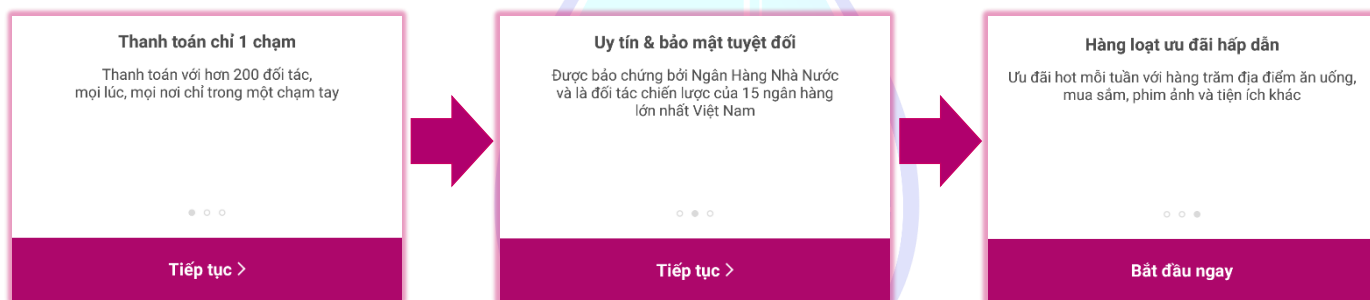 Thanh toán chỉ 1 chạm
Thanh toán với hơn 200 đối tác,
mọi lúc, mọi nơi chỉ trong một chạm tay
Tiếp tục >
Uy tín & bảo mật tuyệt đối
Được bảo chứng bởi Ngân Hàng Nhà Nước
và là đối tác chiến lược của 15 ngân hàng
lớn nhất Việt Nam
Tiếp tục >
Hàng loạt ưu đãi hấp dẫn
Ưu đãi hot mỗi tuần với hàng trăm địa điểm ăn uống,
mua sắm, phim ảnh và tiện ích khác
Bắt đầu ngay